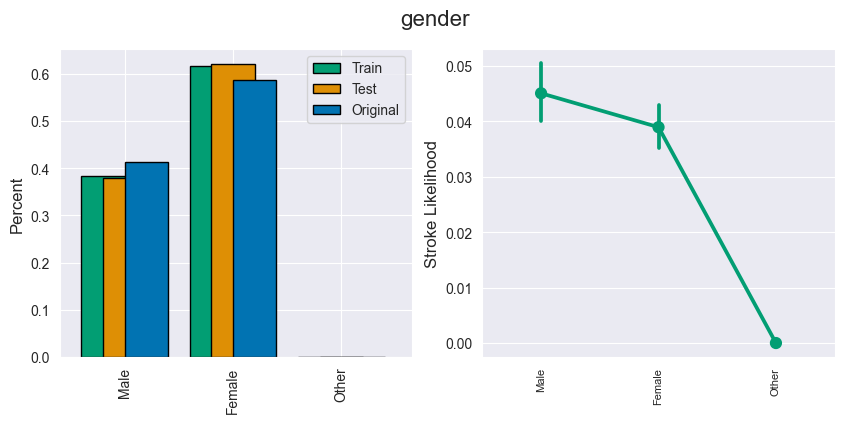 gender
Percent
0.6
0.5
0.4
0.3
0.2
0.1
0.0
Train
Test
Original
Male
Female
Other
Stroke Likelihood
0.05
0.04
0.03
0.02
0.01
0.00
Male
Female
Other